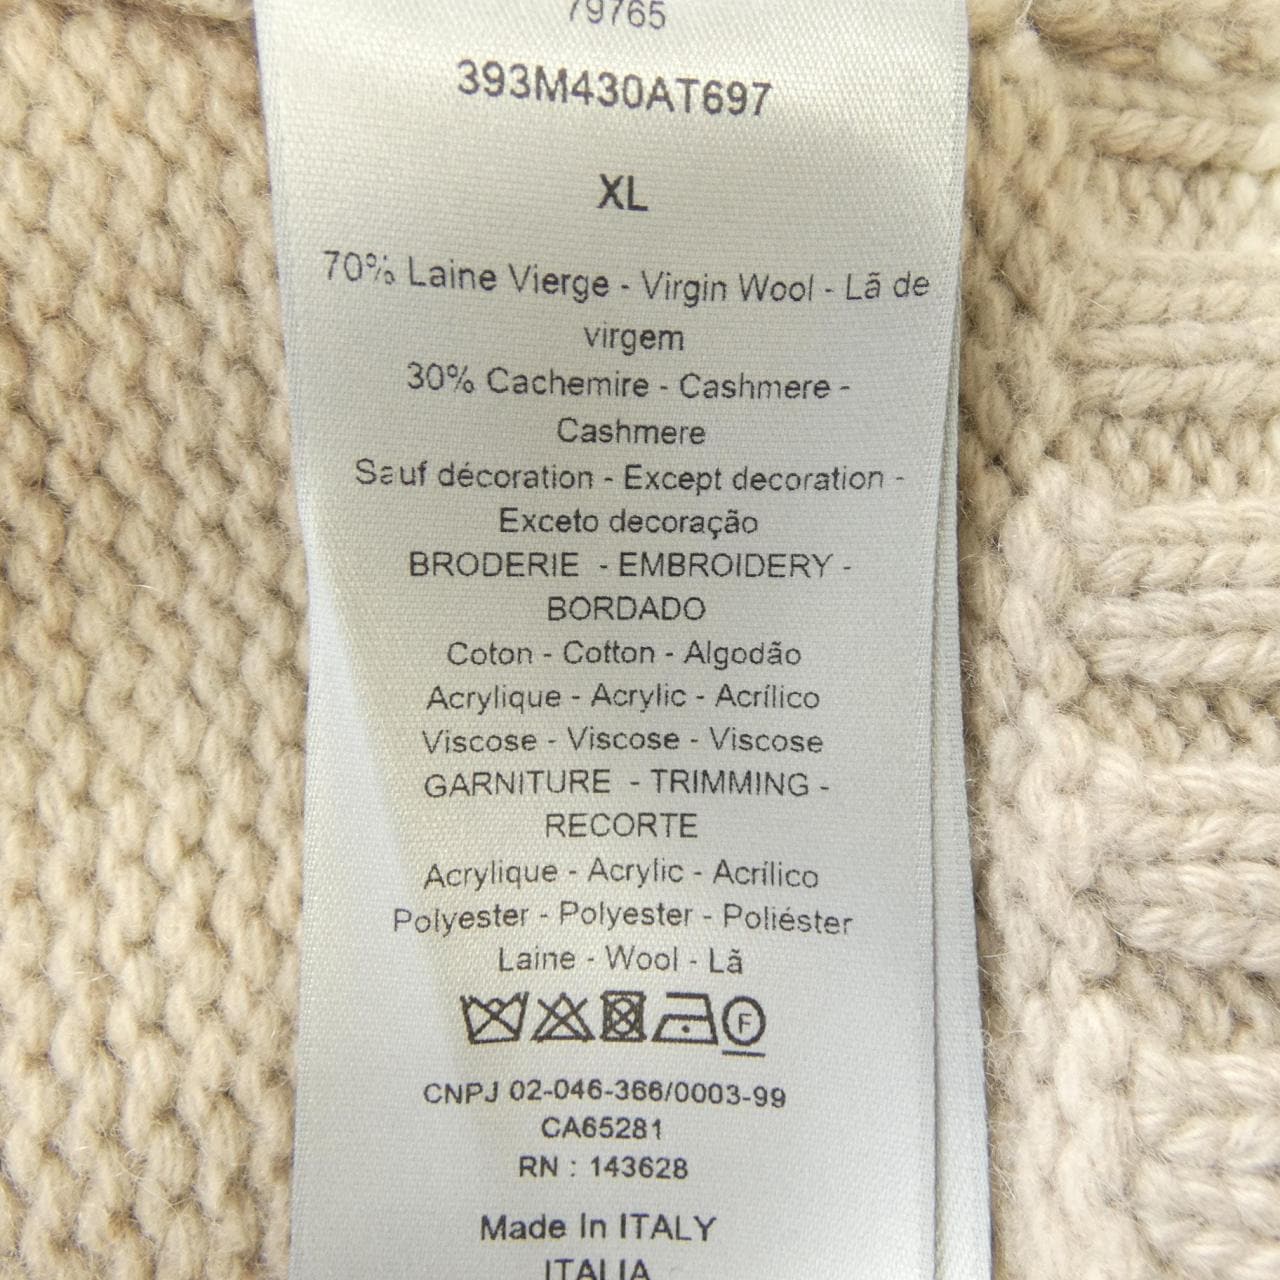 79765
393M430AT697
XL
70% Laine Vierge - Virgin Wool - Lã de
virgem
30% Cachemire - Cashmere -
Cashmere
Sauf décoration - Except decoration -
Exceto decoração
BRODERIE - EMBROIDERY -
BORDADO
Coton - Cotton - Algodão
Acrylique - Acrylic - Acrílico
Viscose - Viscose - Viscose
GARNITURE - TRIMMING -
RECORTE
Acrylique - Acrylic - Acrílico
Polyester - Polyester - Poliéster
Laine - Wool - Lã
F
CNPJ 02-046-366/0003-99
CA65281
RN : 143628
Made In ITALY
ITALIA